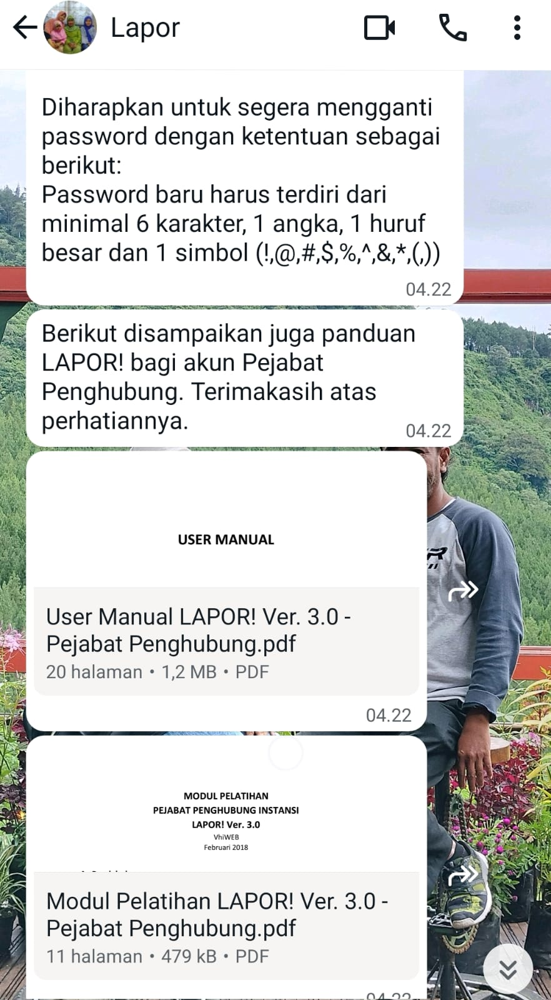 Lapor
Diharapkan untuk segera mengganti
password dengan ketentuan sebagai
berikut:
Password baru harus terdiri dari
minimal 6 karakter, 1 angka, 1 huruf
besar dan 1 simbol (!,@,#,$,%,^,&,*,(,))
04.22
Berikut disampaikan juga panduan
LAPOR! bagi akun Pejabat
Penghubung. Terimakasih atas
perhatiannya.
04.22
USER MANUAL
User Manual LAPOR! Ver. 3.0 -
Pejabat Penghubung.pdf
20 halaman • 1,2 MB • PDF
04.22
MODUL PELATIHAN
PEJABAT PENGHUBUNG INSTANSI
LAPOR! Ver. 3.0
VhiWEB
Februari 2018
Modul Pelatihan LAPOR! Ver. 3.0 -
Pejabat Penghubung.pdf
11 halaman • 479 kB • PDF
04.22